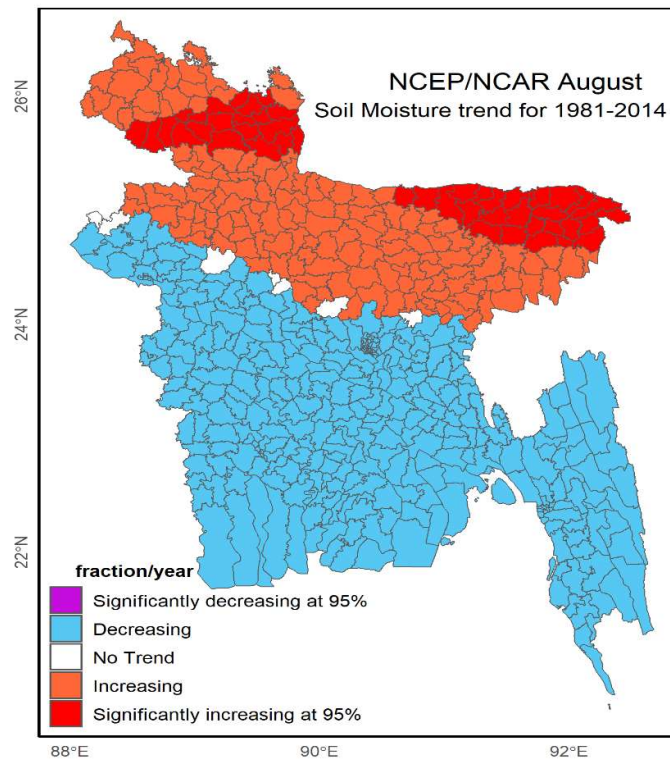 NCEP/NCAR August
Soil Moisture trend for 1981-2014
26°N
24°N
22°N
fraction/year
Significantly decreasing at 95%
Decreasing
No Trend
Increasing
Significantly increasing at 95%
88°E
90°E
92°E